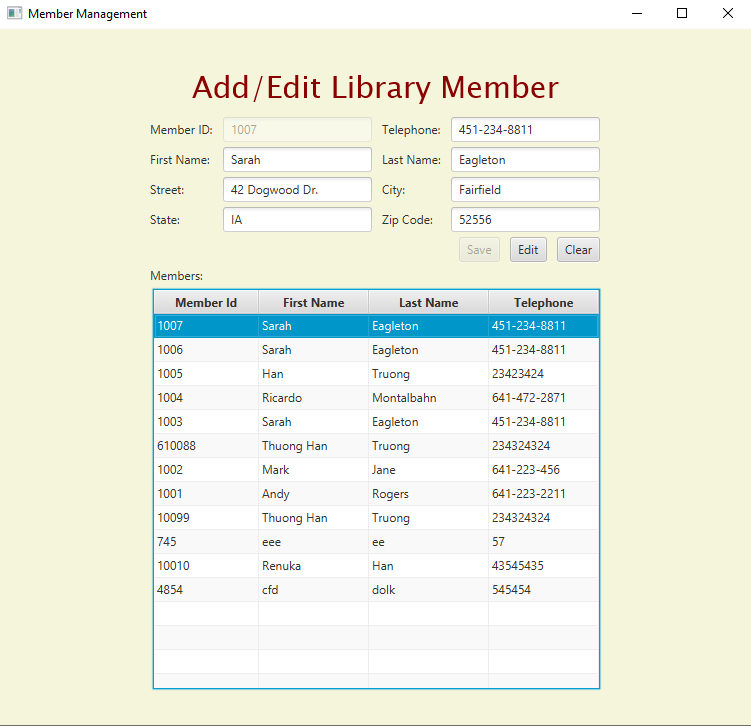 Member Management
Add/Edit Library Member
Member ID: 1007 Telephone: 451-234-8811
First Name: Sarah Last Name: Eagleton
Street: 42 Dogwood Dr. City: Fairfield
State: IA Zip Code: 52556
Save Edit Clear
Members:
Member Id First Name Last Name Telephone
1007 Sarah Eagleton 451-234-8811
1006 Sarah Eagleton 451-234-8811
1005 Han Truong 23423424
1004 Ricardo Montalbahn 641-472-2871
1003 Sarah Eagleton 451-234-8811
610088 Thuong Han Truong 234324324
1002 Mark Jane 641-223-456
1001 Andy Rogers 641-223-2211
10099 Thuong Han Truong 234324324
745 eee ee 57
10010 Renuka Han 43545435
4854 cfd dolk 545454